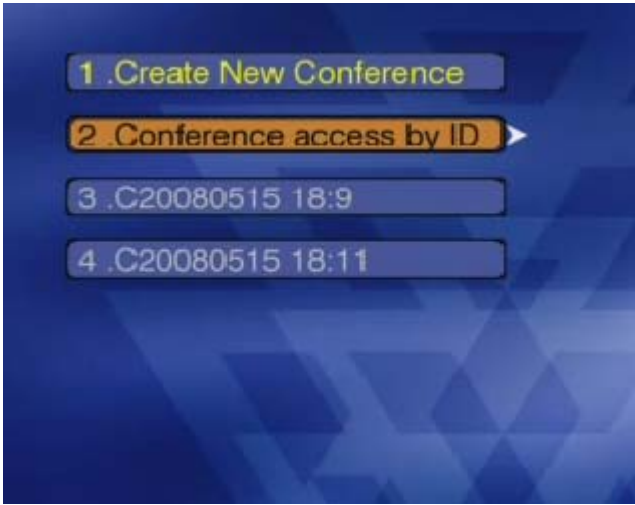 1 .Create New Conference
2 .Conference access by ID
3 .C20080515 18:9
4 .C20080515 18:11